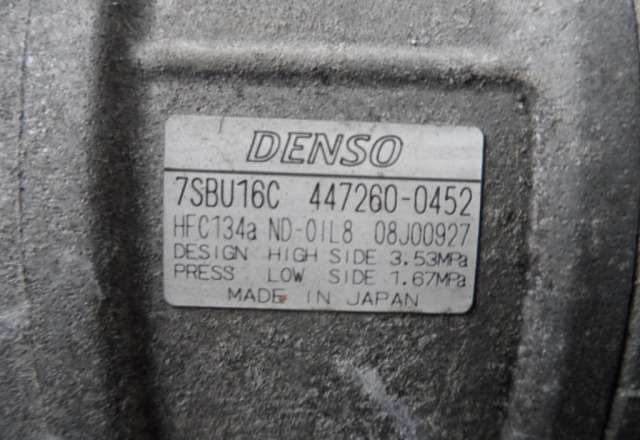 DENSO
7SBU16C 447260-0452
HFC134a ND-OIL8 08J00927
DESIGN HIGH SIDE 3.53MPa
PRESS LOW SIDE 1.67MPa
MADE IN JAPAN